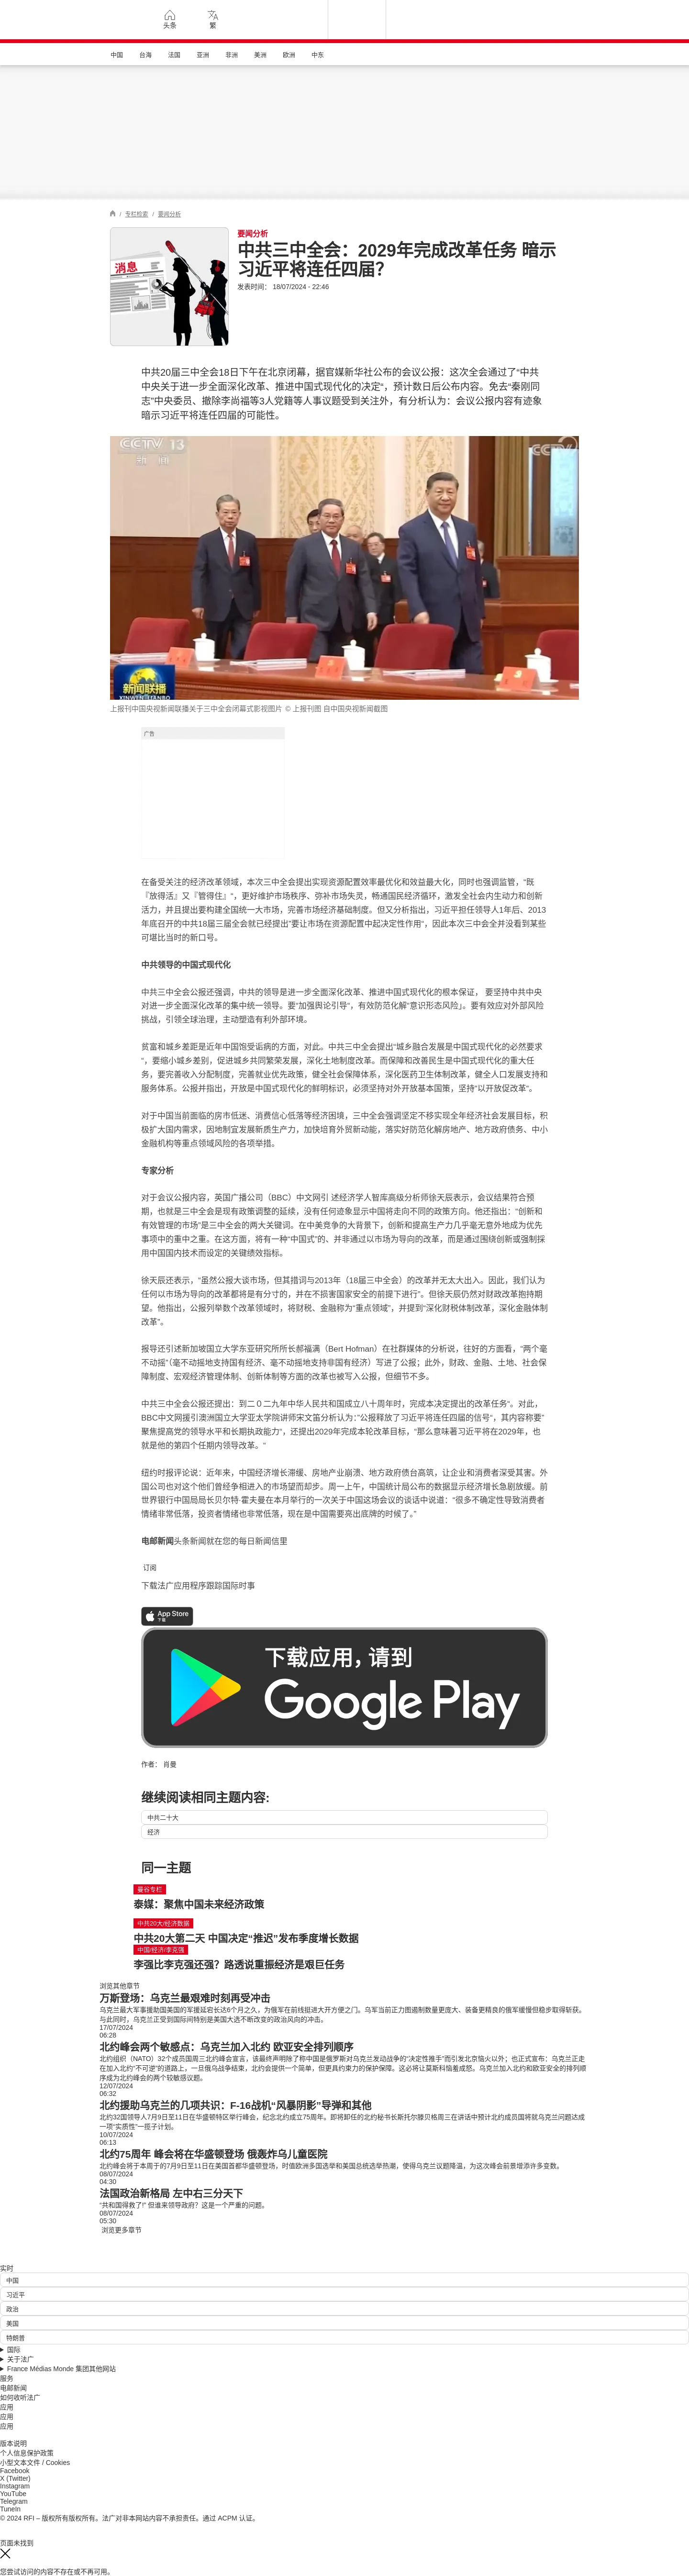 头条
繁
中国 台海 法国 亚洲 非洲 美洲 欧洲 中东
/ 专栏检索 / 要闻分析
消息
要闻分析
中共三中全会：2029年完成改革任务 暗示
习近平将连任四届？
发表时间： 18/07/2024 - 22:46
中共20届三中全会18日下午在北京闭幕，据官媒新华社公布的会议公报：这次全会通过了“中共
中央关于进一步全面深化改革、推进中国式现代化的决定“，预计数日后公布内容。免去“秦刚同
志”中央委员、撤除李尚福等3人党籍等人事议题受到关注外，有分析认为：会议公报内容有迹象
暗示习近平将连任四届的可能性。
CCTV 13
CCTV
新闻联播
XINWEN LIANBO
上报刊中国央视新闻联播关于三中全会闭幕式影视图片 © 上报刊图 自中国央视新闻截图
广告
在备受关注的经济改革领域，本次三中全会提出实现资源配置效率最优化和效益最大化，同时也强调监管，“既
『放得活』又『管得住』“，更好维护市场秩序、弥补市场失灵，畅通国民经济循环，激发全社会内生动力和创新
活力，并且提出要构建全国统一大市场，完善市场经济基础制度。但又分析指出，习近平担任领导人1年后、2013
年底召开的中共18届三届全会就已经提出”要让市场在资源配置中起决定性作用“，因此本次三中全会并没看到某些
可堪比当时的新口号。
中共领导的中国式现代化
中共三中全会公报还强调，中共的领导是进一步全面深化改革、推进中国式现代化的根本保证， 要坚持中共中央
对进一步全面深化改革的集中统一领导。要“加强舆论引导“，有效防范化解“意识形态风险」。要有效应对外部风险
挑战，引领全球治理，主动塑造有利外部环境。
贫富和城乡差距是近年中国饱受诟病的方面，对此。中共三中全会提出“城乡融合发展是中国式现代化的必然要求
“，要缩小城乡差别，促进城乡共同繁荣发展，深化土地制度改革。而保障和改善民生是中国式现代化的重大任
务，要完善收入分配制度，完善就业优先政策，健全社会保障体系，深化医药卫生体制改革，健全人口发展支持和
服务体系。公报并指出，开放是中国式现代化的鲜明标识，必须坚持对外开放基本国策，坚持“以开放促改革”。
对于中国当前面临的房市低迷、消费信心低落等经济困境，三中全会强调坚定不移实现全年经济社会发展目标，积
极扩大国内需求，因地制宜发展新质生产力，加快培育外贸新动能，落实好防范化解房地产、地方政府债务、中小
金融机构等重点领域风险的各项举措。
专家分析
对于会议公报内容，英国广播公司（BBC）中文网引 述经济学人智库高级分析师徐天辰表示，会议结果符合预
期，也就是三中全会是现有政策调整的延续，没有任何迹象显示中国将走向不同的政策方向。他还指出：“创新和
有效管理的市场”是三中全会的两大关键词。在中美竞争的大背景下，创新和提高生产力几乎毫无意外地成为优先
事项中的重中之重。在这方面，将有一种“中国式”的、并非通过以市场为导向的改革，而是通过围绕创新或强制採
用中国国内技术而设定的关键绩效指标。
徐天辰还表示，“虽然公报大谈市场，但其措词与2013年（18届三中全会）的改革并无太大出入。因此，我们认为
任何以市场为导向的改革都将是有分寸的，并在不损害国家安全的前提下进行”。但徐天辰仍然对财政改革抱持期
望。他指出，公报列举数个改革领域时，将财税、金融称为“重点领域”，并提到“深化财税体制改革，深化金融体制
改革”。
报导还引述新加坡国立大学东亚研究所所长郝福满（Bert Hofman）在社群媒体的分析说，往好的方面看，“两个毫
不动摇”（毫不动摇地支持国有经济、毫不动摇地支持非国有经济）写进了公报；此外，财政、金融、土地、社会保
障制度、宏观经济管理体制、创新体制等方面的改革也被写入公报，但细节不多。
中共三中全会公报还提出：到二０二九年中华人民共和国成立八十周年时，完成本决定提出的改革任务“。对此，
BBC中文网援引澳洲国立大学亚太学院讲师宋文笛分析认为：”公报释放了习近平将连任四届的信号“，其内容称要”
聚焦提高党的领导水平和长期执政能力“，还提出2029年完成本轮改革目标，”那么意味著习近平将在2029年，也
就是他的第四个任期内领导改革。”
纽约时报评论说：近年来，中国经济增长滞缓、房地产业崩溃、地方政府债台高筑，让企业和消费者深受其害。外
国公司也对这个他们曾经争相进入的市场望而却步。周一上午，中国统计局公布的数据显示经济增长急剧放缓。前
世界银行中国局局长贝尔特·霍夫曼在本月举行的一次关于中国这场会议的谈话中说道：“很多不确定性导致消费者
情绪非常低落，投资者情绪也非常低落，现在是中国需要亮出底牌的时候了。”
电邮新闻头条新闻就在您的每日新闻信里
订阅
下载法广应用程序跟踪国际时事
App Store
下载
下载应用，请到
Google Play
作者： 肖曼
继续阅读相同主题内容:
中共二十大
经济
同一主题
曼谷专栏
泰媒：聚焦中国未来经济政策
中共20大/经济数据
中共20大第二天 中国决定“推迟”发布季度增长数据
中国/经济/李克强
李强比李克强还强？路透说重振经济是艰巨任务
浏览其他章节
万斯登场：乌克兰最艰难时刻再受冲击
乌克兰最大军事援助国美国的军援延宕长达6个月之久，为俄军在前线挺进大开方便之门。乌军当前正力图遏制数量更庞大、装备更精良的俄军缓慢但稳步取得斩获。
与此同时，乌克兰正受到国际间特别是美国大选不断改变的政治风向的冲击。
17/07/2024
06:28
北约峰会两个敏感点：乌克兰加入北约 欧亚安全排列顺序
北约组织（NATO）32个成员国周三北约峰会宣言，该最终声明除了称中国是俄罗斯对乌克兰发动战争的“决定性推手”而引发北京恼火以外；也正式宣布：乌克兰正走
在加入北约“不可逆”的道路上，一旦俄乌战争结束，北约会提供一个简单，但更具约束力的保护保障。这必将让莫斯科恼羞成怒。乌克兰加入北约和欧亚安全的排列顺
序成为北约峰会的两个较敏感议题。
12/07/2024
06:32
北约援助乌克兰的几项共识：F-16战机“风暴阴影”导弹和其他
北约32国领导人7月9日至11日在华盛顿特区举行峰会，纪念北约成立75周年。即将卸任的北约秘书长斯托尔滕贝格周三在讲话中预计北约成员国将就乌克兰问题达成
一项“实质性”一揽子计划。
10/07/2024
06:13
北约75周年 峰会将在华盛顿登场 俄轰炸乌儿童医院
北约峰会将于本周于的7月9日至11日在美国首都华盛顿登场，时值欧洲多国选举和美国总统选举热潮，使得乌克兰议题降温，为这次峰会前景增添许多变数。
08/07/2024
04:30
法国政治新格局 左中右三分天下
“共和国得救了!” 但谁来领导政府？这是一个严重的问题。
08/07/2024
05:30
浏览更多章节
实时
中国
习近平
政治
美国
特朗普
国际
关于法广
France Médias Monde 集团其他网站
服务
电邮新闻
如何收听法广
应用
应用
应用
版本说明
个人信息保护政策
小型文本文件 / Cookies
Facebook
X (Twitter)
Instagram
YouTube
Telegram
TuneIn
© 2024 RFI – 版权所有版权所有。法广对非本网站内容不承担责任。通过 ACPM 认证。
页面未找到
您尝试访问的内容不存在或不再可用。